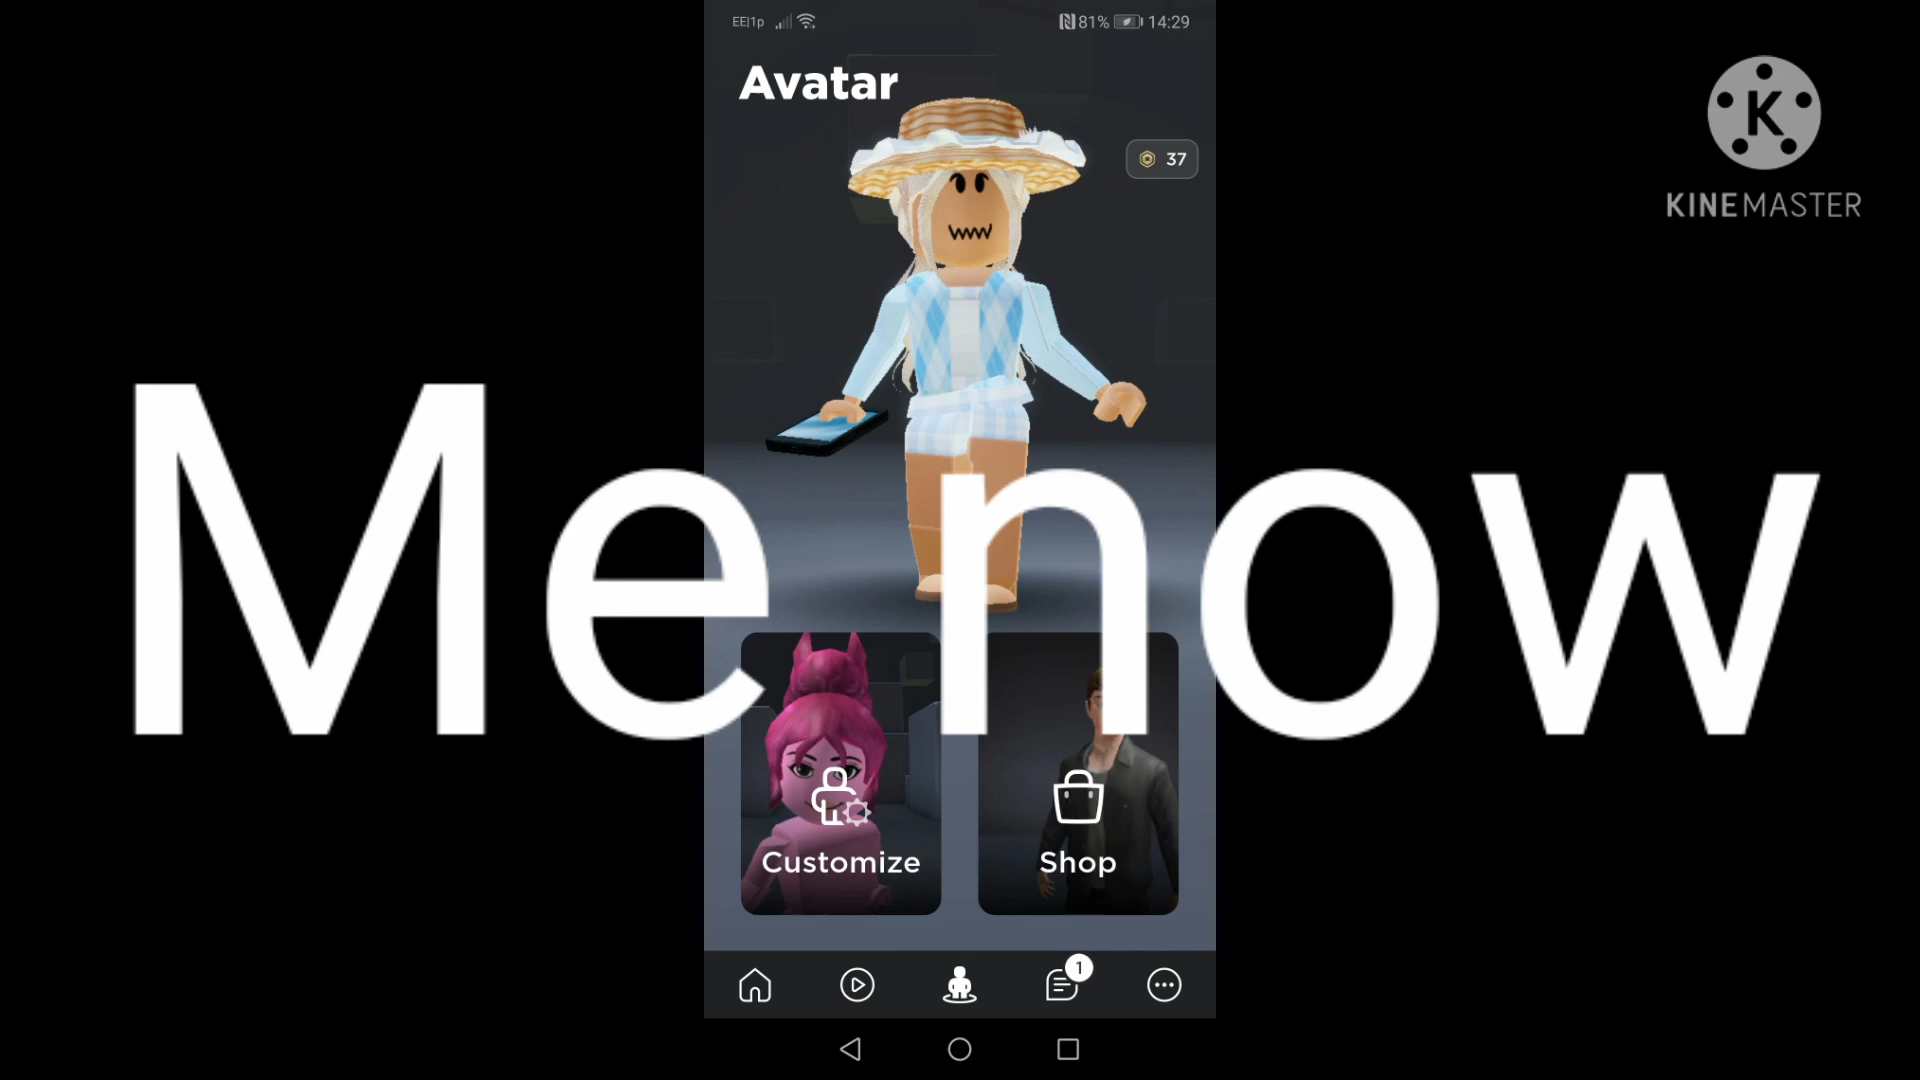 EE|1p 81% 14:29
Avatar
37
K
KINEMASTER
Me now
Customize
Shop
1